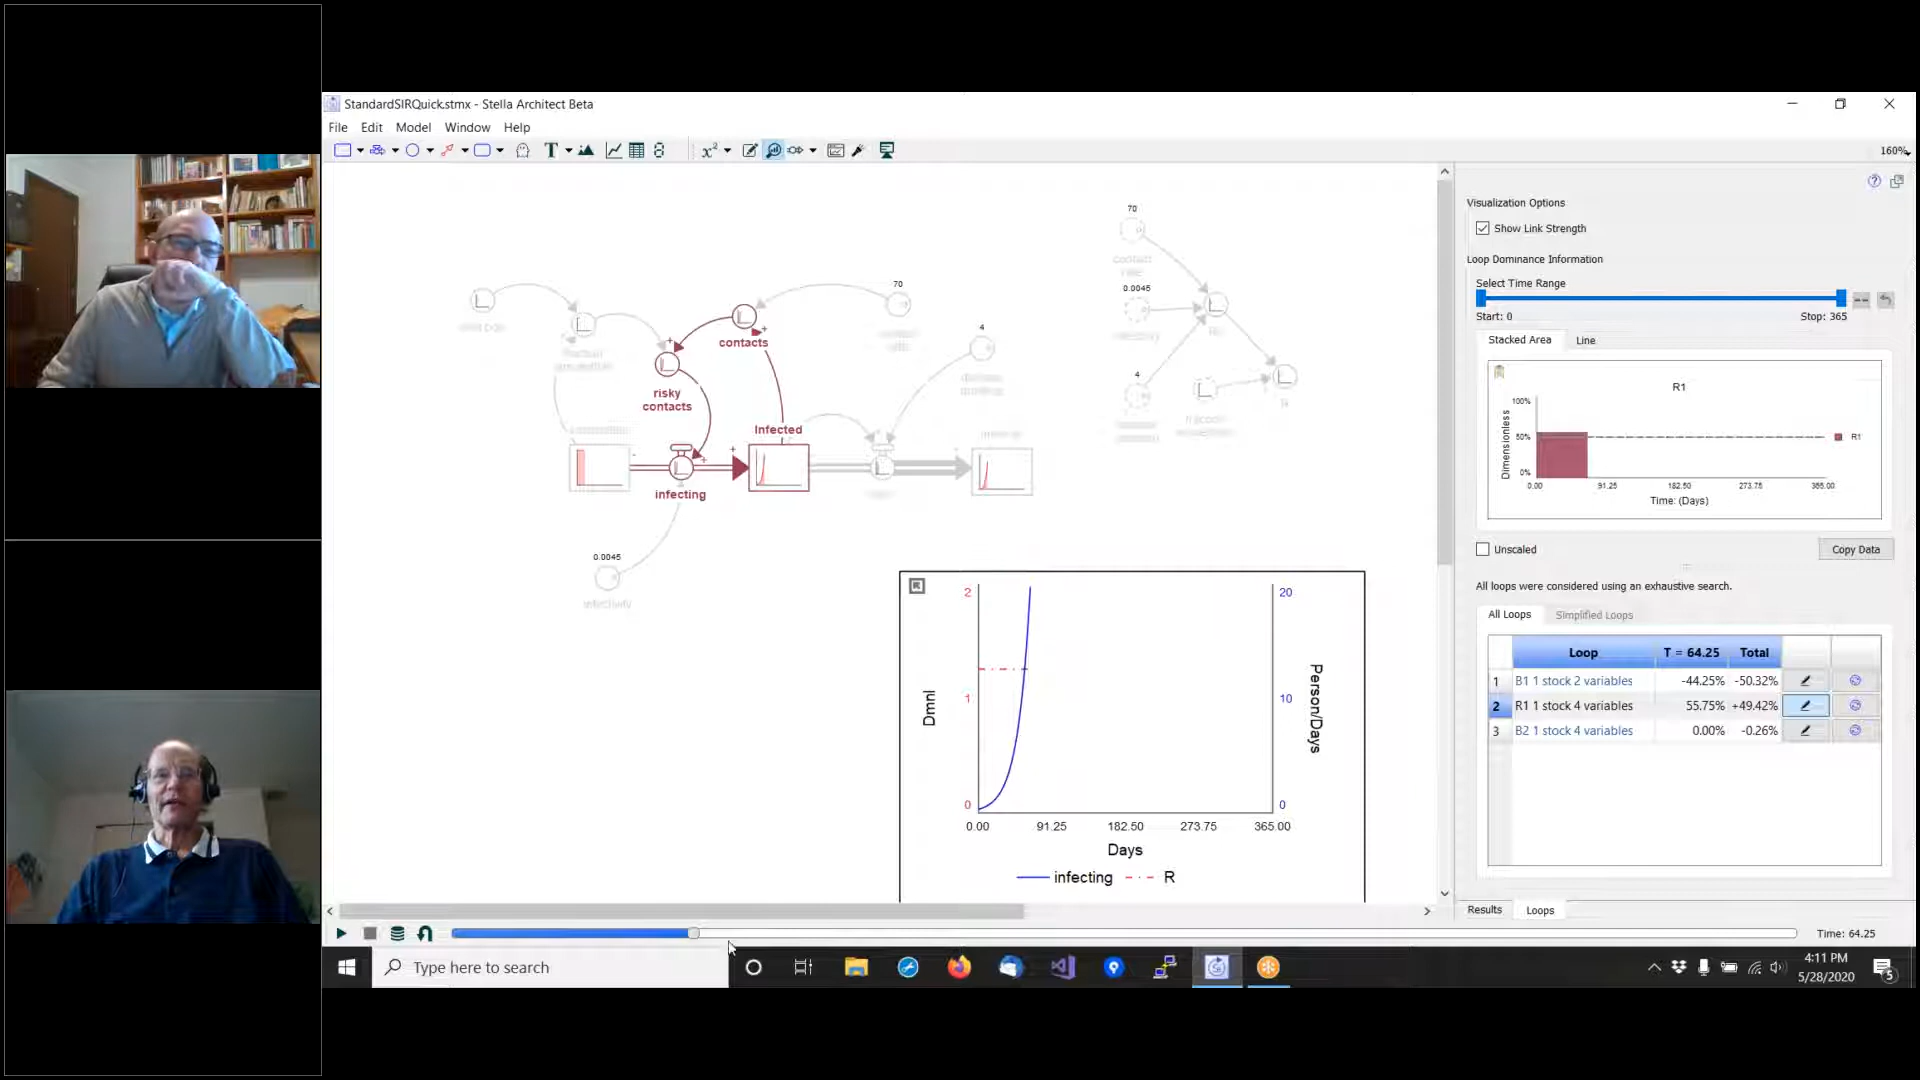 StandardSIRQuick.stmx - Stella Architect Beta
File Edit Model Window Help
160%
70
contact
rate
0.0045
infectivity
4
R0
R
70
4
contacts
risky
contacts
Infected
infecting
0.0045
infectivity
2
1
0
Dmnl
20
10
0
Person/Days
0.00 91.25 182.50 273.75 365.00
Days
infecting R
Visualization Options
Show Link Strength
Loop Dominance Information
Select Time Range
Start: 0 Stop: 365
Stacked Area Line
R1
100%
50%
0%
Dimensionless
R1
0.00 91.25 182.50 273.75 365.00
Time: (Days)
Unscaled
Copy Data
All loops were considered using an exhaustive search.
All Loops Simplified Loops
Loop T = 64.25 Total
1 B1 1 stock 2 variables -44.25% -50.32%
2 R1 1 stock 4 variables 55.75% +49.42%
3 B2 1 stock 4 variables 0.00% -0.26%
Results Loops
Time: 64.25
Type here to search
4:11 PM
5/28/2020
5